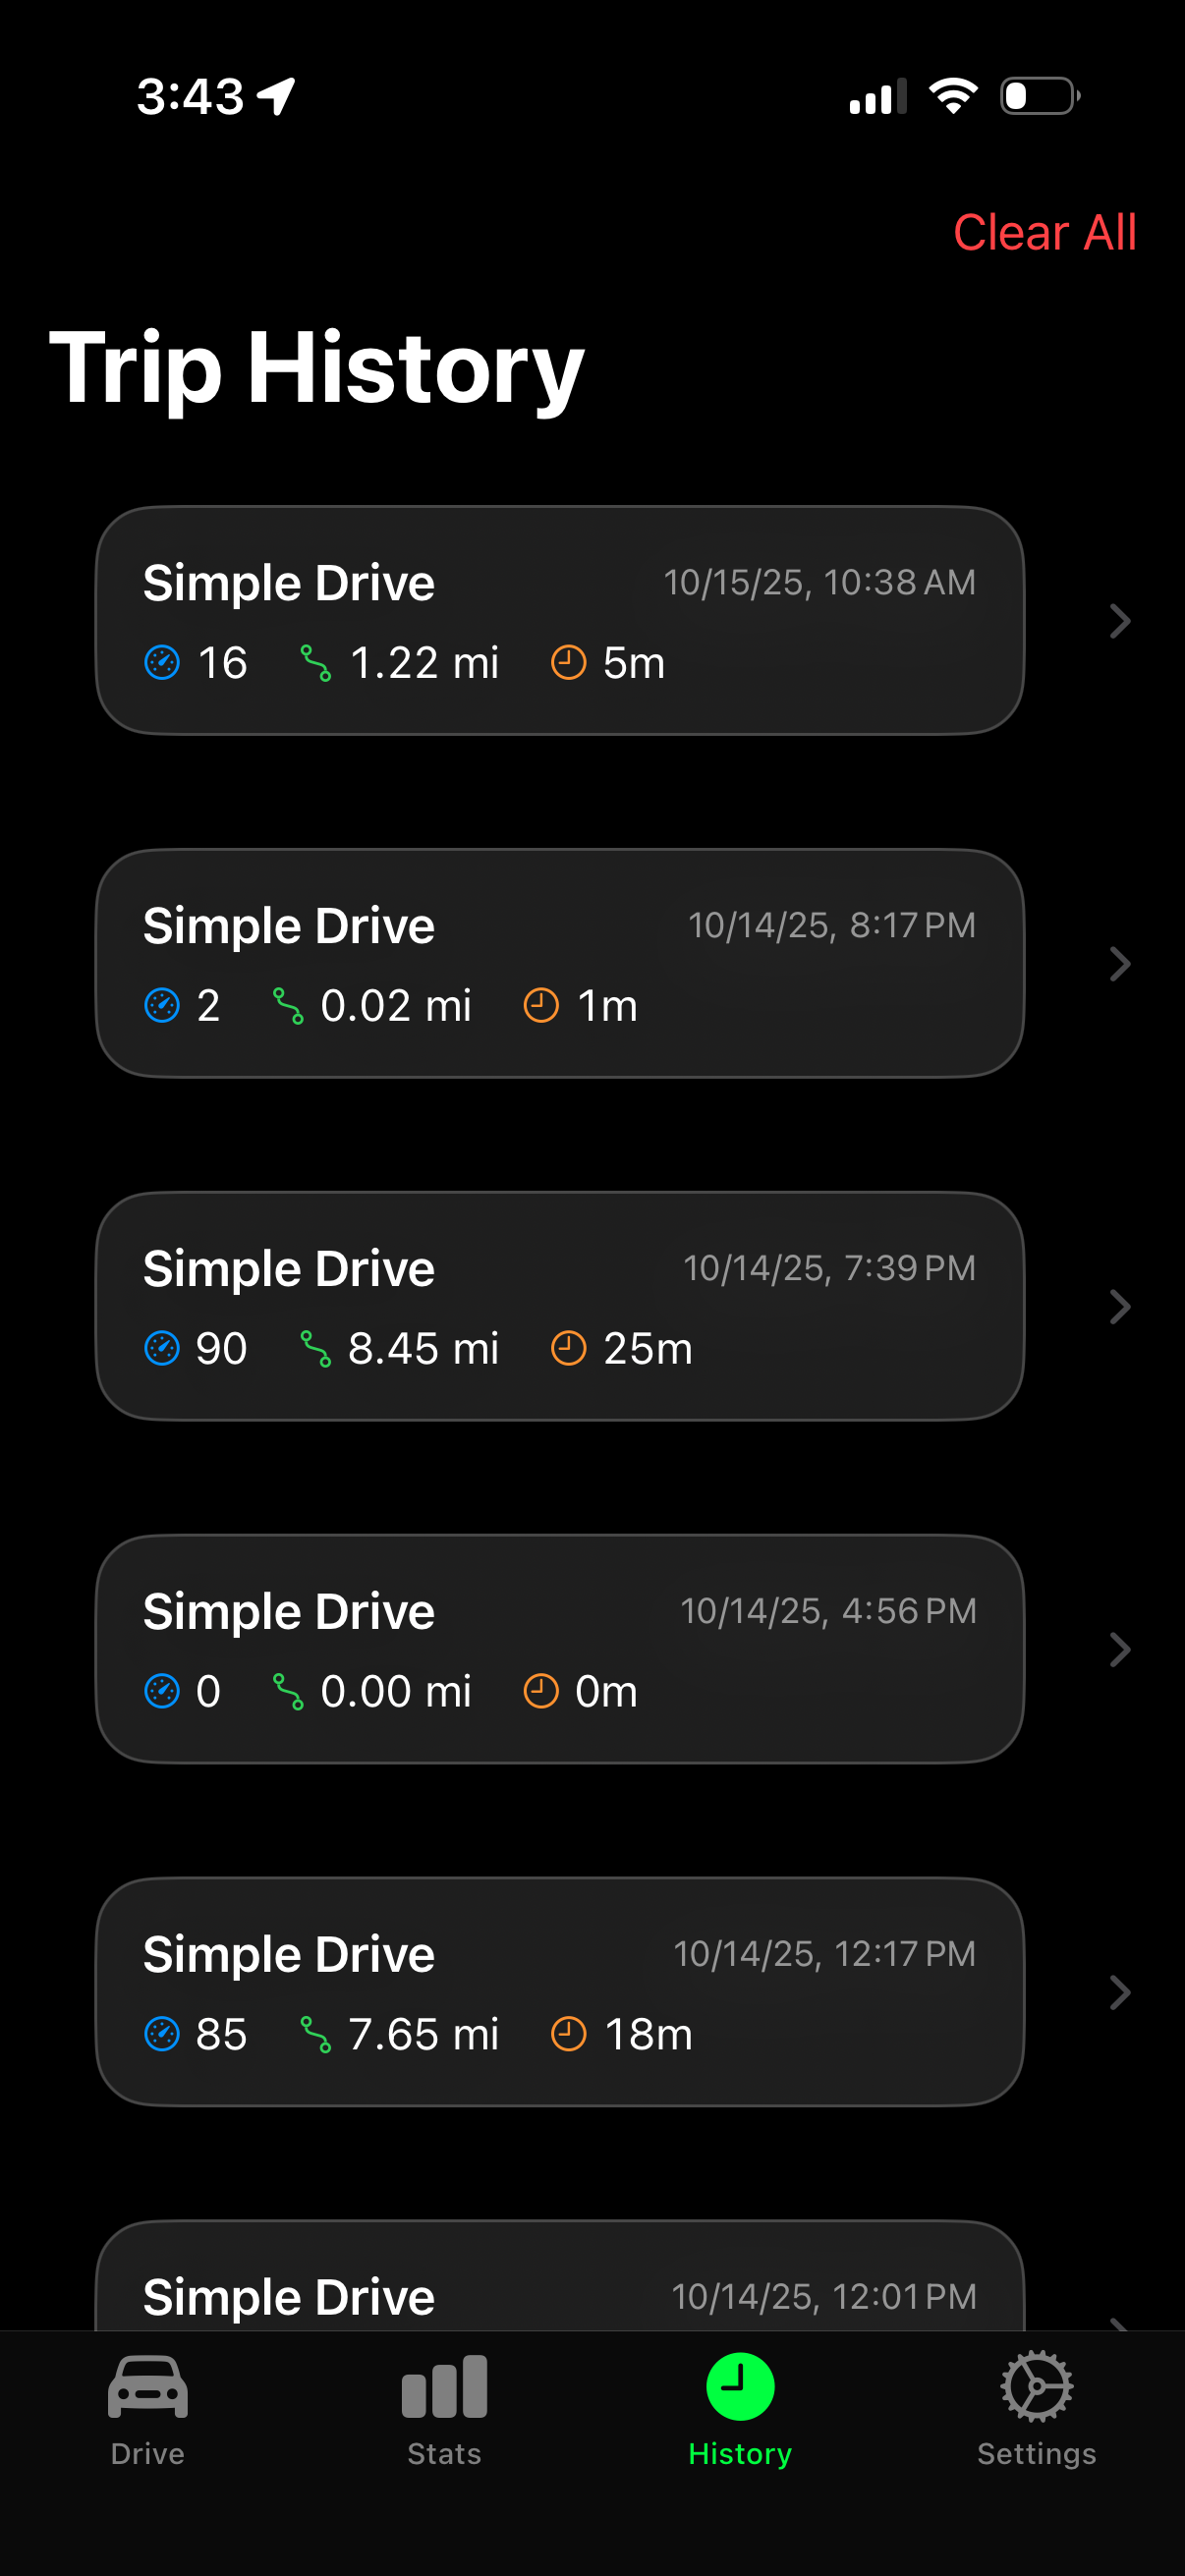 3:43
Clear All
Trip History
Simple Drive 10/15/25, 10:38 AM
16 1.22 mi 5m
Simple Drive 10/14/25, 8:17 PM
2 0.02 mi 1m
Simple Drive 10/14/25, 7:39 PM
90 8.45 mi 25m
Simple Drive 10/14/25, 4:56 PM
0 0.00 mi 0m
Simple Drive 10/14/25, 12:17 PM
85 7.65 mi 18m
Simple Drive 10/14/25, 12:01 PM
Drive Stats History Settings